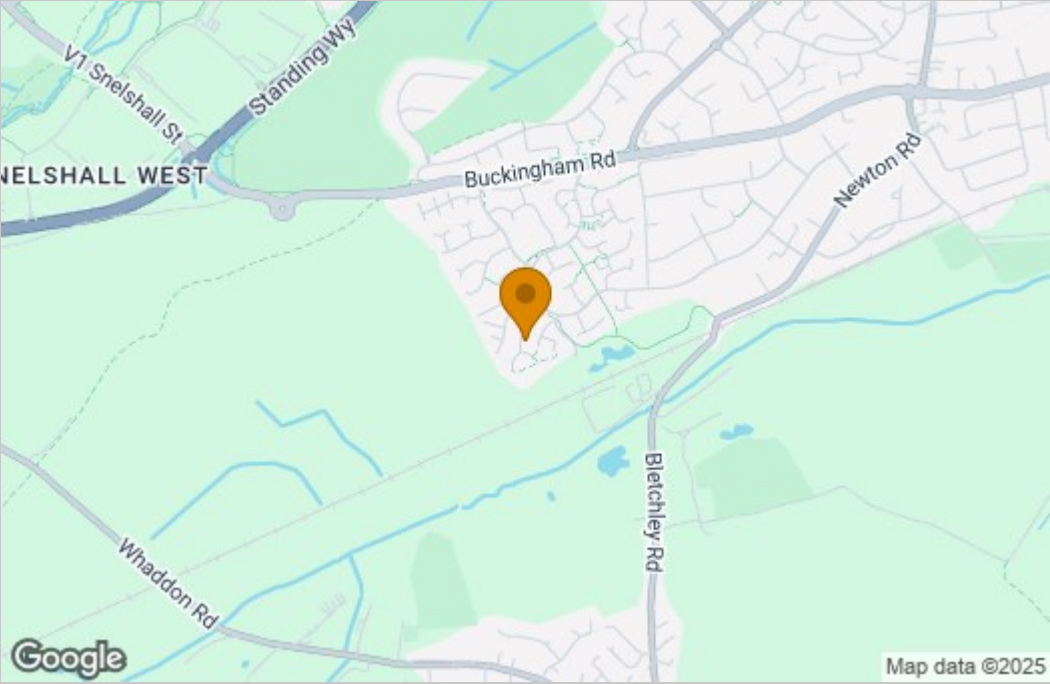 V1 Snelshall St
Standing Wy
NELSHALL WEST
Buckingham Rd
Newton Rd
Bletchley Rd
Whaddon Rd
Google
Map data ©2025